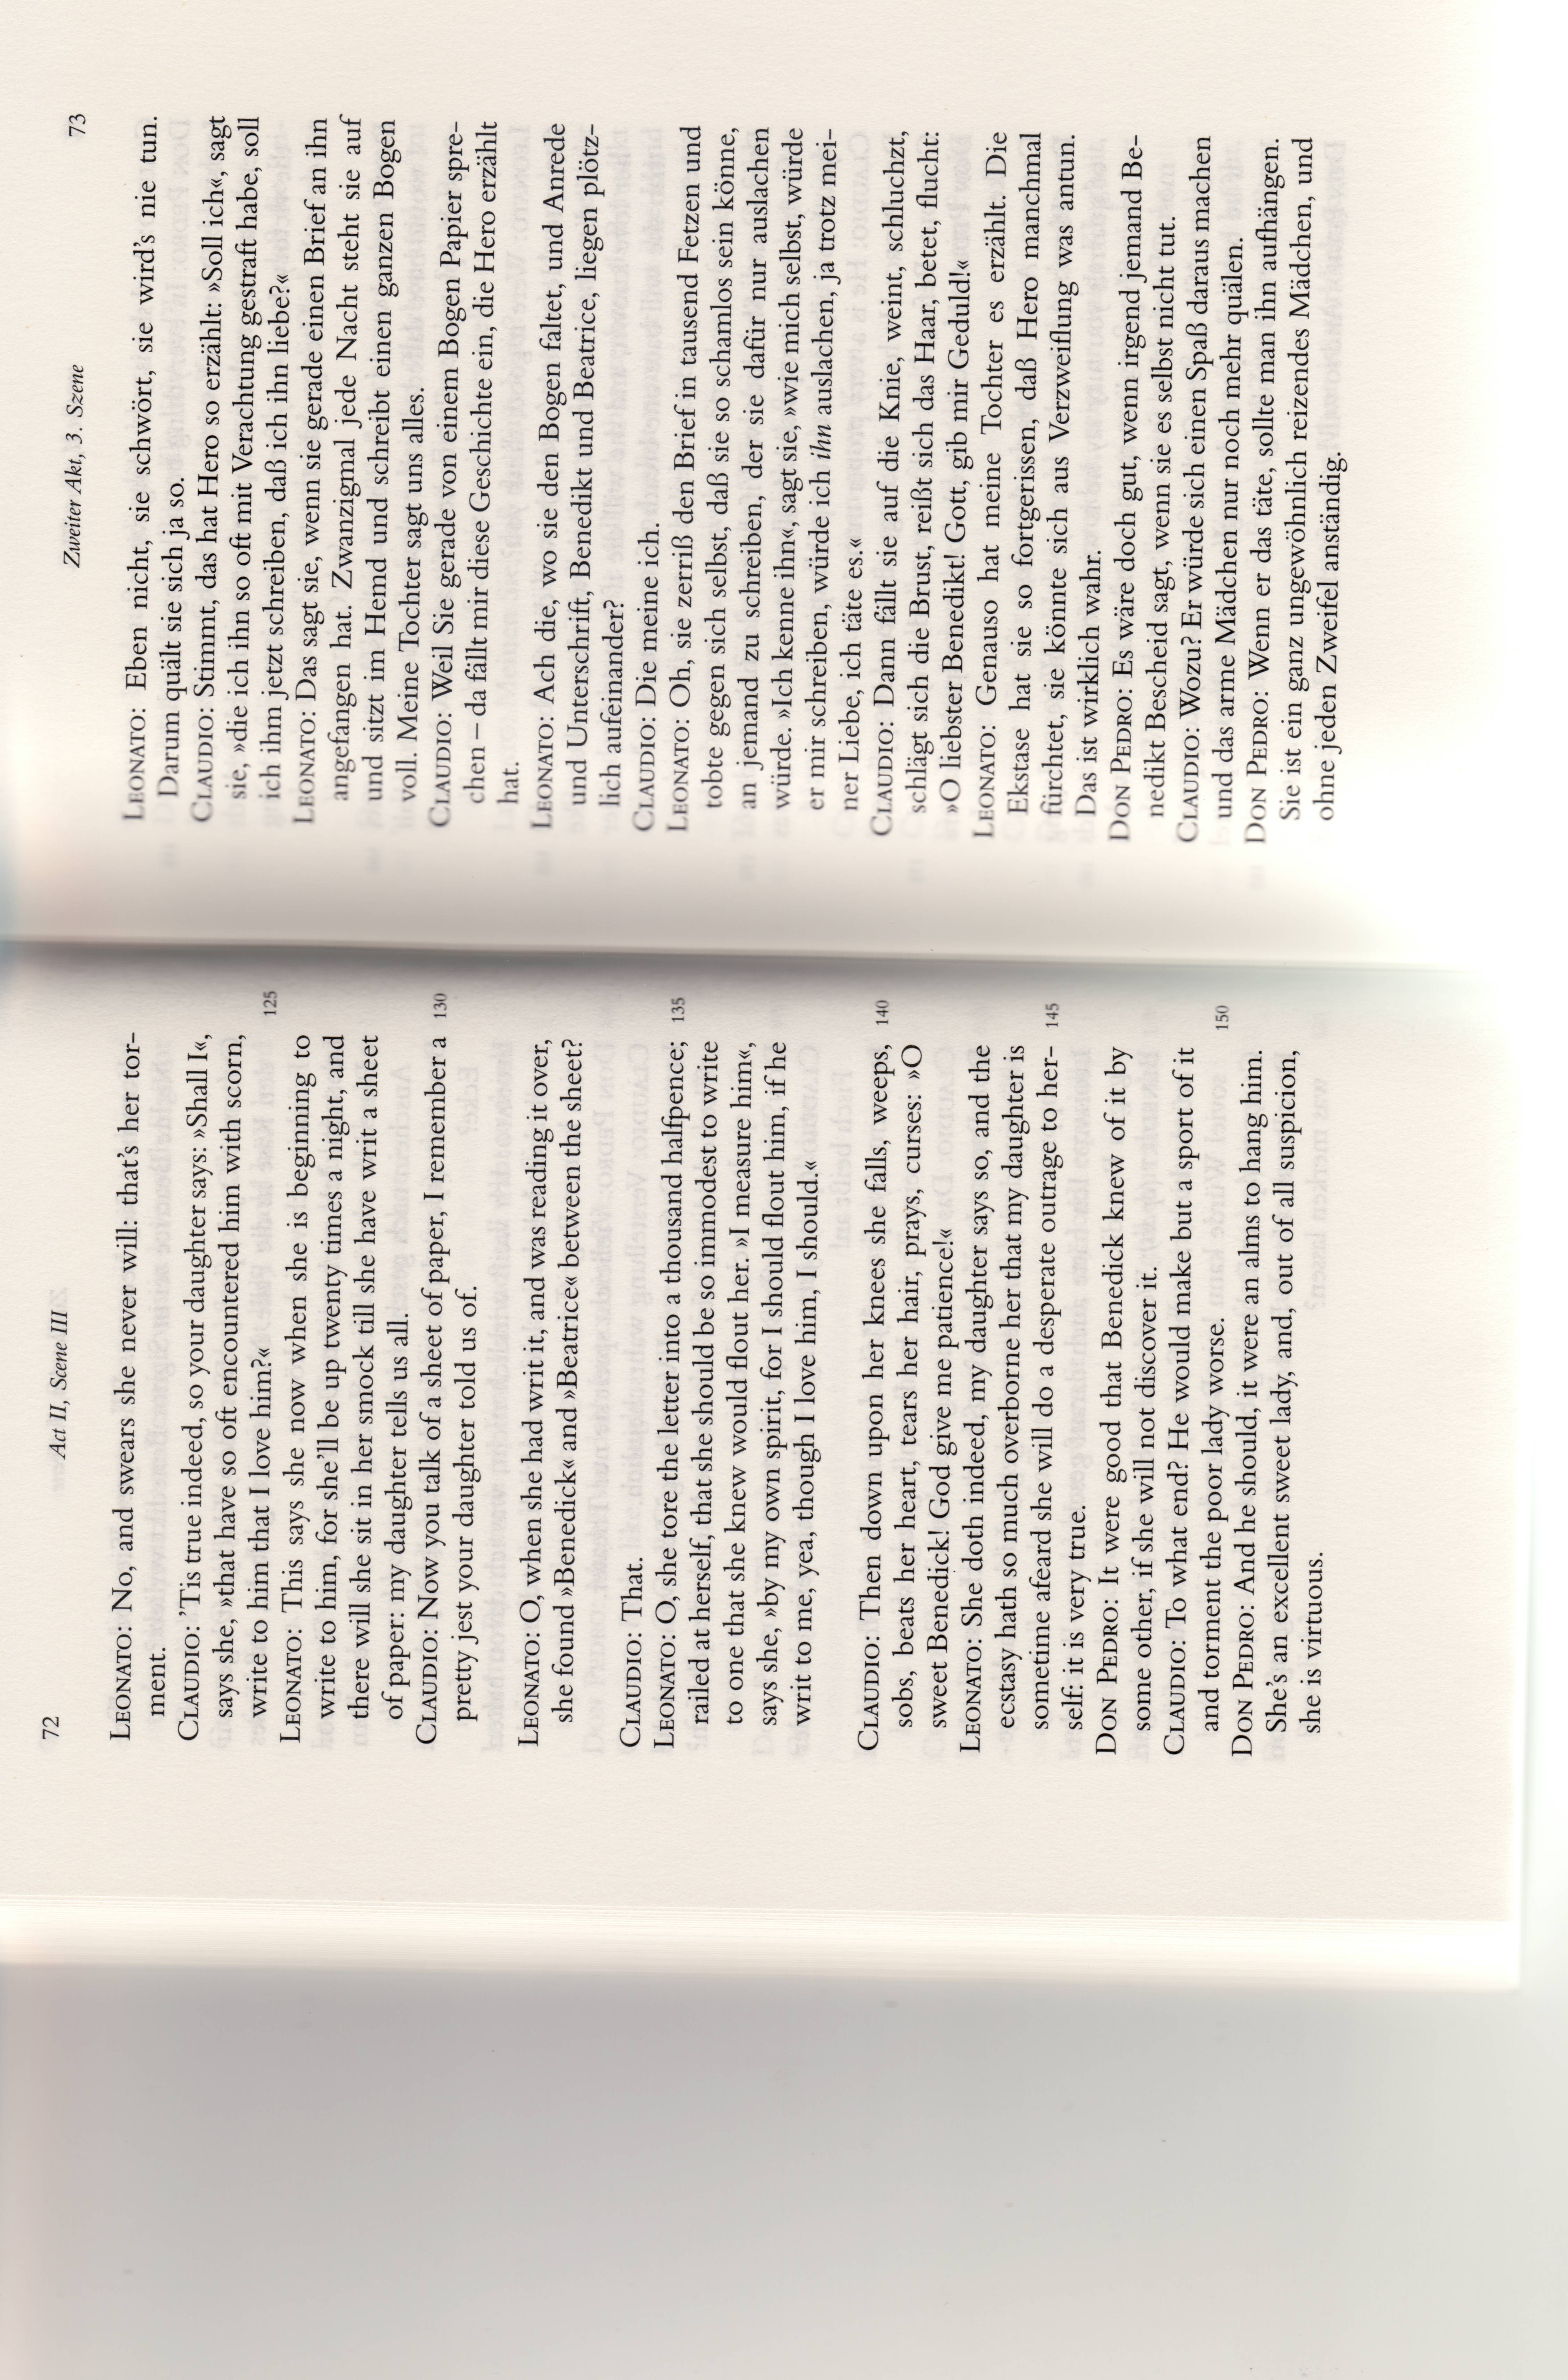 72
Act II, Scene III
LEONATO: No, and swears she never will: that's her tor-
ment.
CLAUDIO: 'Tis true indeed, so your daughter says: »Shall I«,
says she, »that have so oft encountered him with scorn,
write to him that I love him?«
125
LEONATO: This says she now when she is beginning to
write to him, for she'll be up twenty times a night, and
there will she sit in her smock till she have writ a sheet
of paper: my daughter tells us all.
CLAUDIO: Now you talk of a sheet of paper, I remember a
130
pretty jest your daughter told us of.
LEONATO: O, when she had writ it, and was reading it over,
she found »Benedick« and »Beatrice« between the sheet?
CLAUDIO: That.
LEONATO: O, she tore the letter into a thousand halfpence;
135
railed at herself, that she should be so immodest to write
to one that she knew would flout her. »I measure him«,
says she, »by my own spirit, for I should flout him, if he
writ to me, yea, though I love him, I should.«
CLAUDIO: Then down upon her knees she falls, weeps,
140
sobs, beats her heart, tears her hair, prays, curses: »O
sweet Benedick! God give me patience!«
LEONATO: She doth indeed, my daughter says so, and the
ecstasy hath so much overborne her that my daughter is
sometime afeard she will do a desperate outrage to her-
145
self: it is very true.
DON PEDRO: It were good that Benedick knew of it by
some other, if she will not discover it.
CLAUDIO: To what end? He would make but a sport of it
and torment the poor lady worse.
150
DON PEDRO: And he should, it were an alms to hang him.
She's an excellent sweet lady, and, out of all suspicion,
she is virtuous.
Zweiter Akt, 3. Szene
73
LEONATO: Eben nicht, sie schwört, sie wird's nie tun.
Darum quält sie sich ja so.
CLAUDIO: Stimmt, das hat Hero so erzählt: »Soll ich«, sagt
sie, »die ich ihn so oft mit Verachtung gestraft habe, soll
ich ihm jetzt schreiben, daß ich ihn liebe?«
LEONATO: Das sagt sie, wenn sie gerade einen Brief an ihn
angefangen hat. Zwanzigmal jede Nacht steht sie auf
und sitzt im Hemd und schreibt einen ganzen Bogen
voll. Meine Tochter sagt uns alles.
CLAUDIO: Weil Sie gerade von einem Bogen Papier spre-
chen – da fällt mir diese Geschichte ein, die Hero erzählt
hat.
LEONATO: Ach die, wo sie den Bogen faltet, und Anrede
und Unterschrift, Benedikt und Beatrice, liegen plötz-
lich aufeinander?
CLAUDIO: Die meine ich.
LEONATO: Oh, sie zerriß den Brief in tausend Fetzen und
tobte gegen sich selbst, daß sie so schamlos sein könne,
an jemand zu schreiben, der sie dafür nur auslachen
würde. »Ich kenne ihn«, sagt sie, »wie mich selbst, würde
er mir schreiben, würde ich ihn auslachen, ja trotz mei-
ner Liebe, ich täte es.«
CLAUDIO: Dann fällt sie auf die Knie, weint, schluchzt,
schlägt sich die Brust, reißt sich das Haar, betet, flucht:
»O liebster Benedikt! Gott, gib mir Geduld!«
LEONATO: Genauso hat meine Tochter es erzählt. Die
Ekstase hat sie so fortgerissen, daß Hero manchmal
fürchtet, sie könnte sich aus Verzweiflung was antun.
Das ist wirklich wahr.
DON PEDRO: Es wäre doch gut, wenn irgend jemand Be-
nedikt Bescheid sagt, wenn sie es selbst nicht tut.
CLAUDIO: Wozu? Er würde sich einen Spaß daraus machen
und das arme Mädchen nur noch mehr quälen.
DON PEDRO: Wenn er das täte, sollte man ihn aufhängen.
Sie ist ein ganz ungewöhnlich reizendes Mädchen, und
ohne jeden Zweifel anständig.